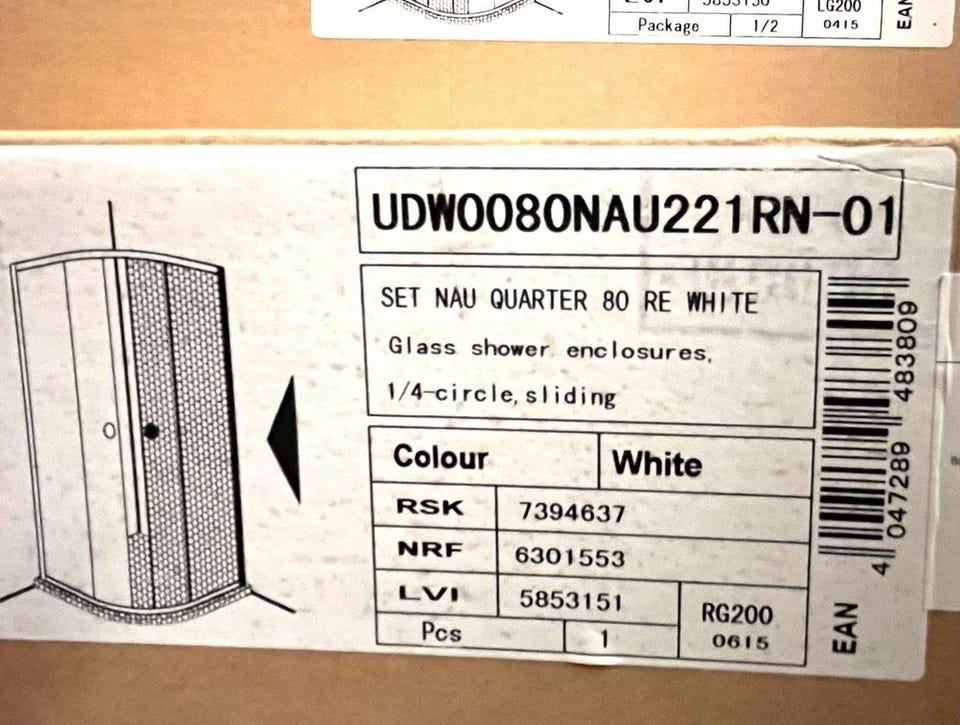 Package 1/2
LG200
0415
EAN
UDW0080NAU221RN-01
SET NAU QUARTER 80 RE WHITE
Glass shower enclosures,
1/4-circle, sliding
Colour White
RSK 7394637
NRF 6301553
LVI 5853151
Pcs 1
RG200
0615
4 047289 483809
EAN